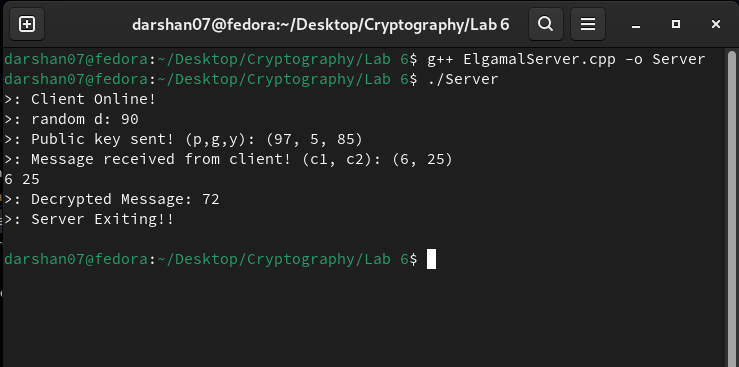 darshan07@fedora:~/Desktop/Cryptography/Lab 6
darshan07@fedora:~/Desktop/Cryptography/Lab 6$ g++ ElgamalServer.cpp -o Server
darshan07@fedora:~/Desktop/Cryptography/Lab 6$ ./Server
>: Client Online!
>: random d: 90
>: Public key sent! (p,g,y): (97, 5, 85)
>: Message received from client! (c1, c2): (6, 25)
6 25
>: Decrypted Message: 72
>: Server Exiting!!
darshan07@fedora:~/Desktop/Cryptography/Lab 6$